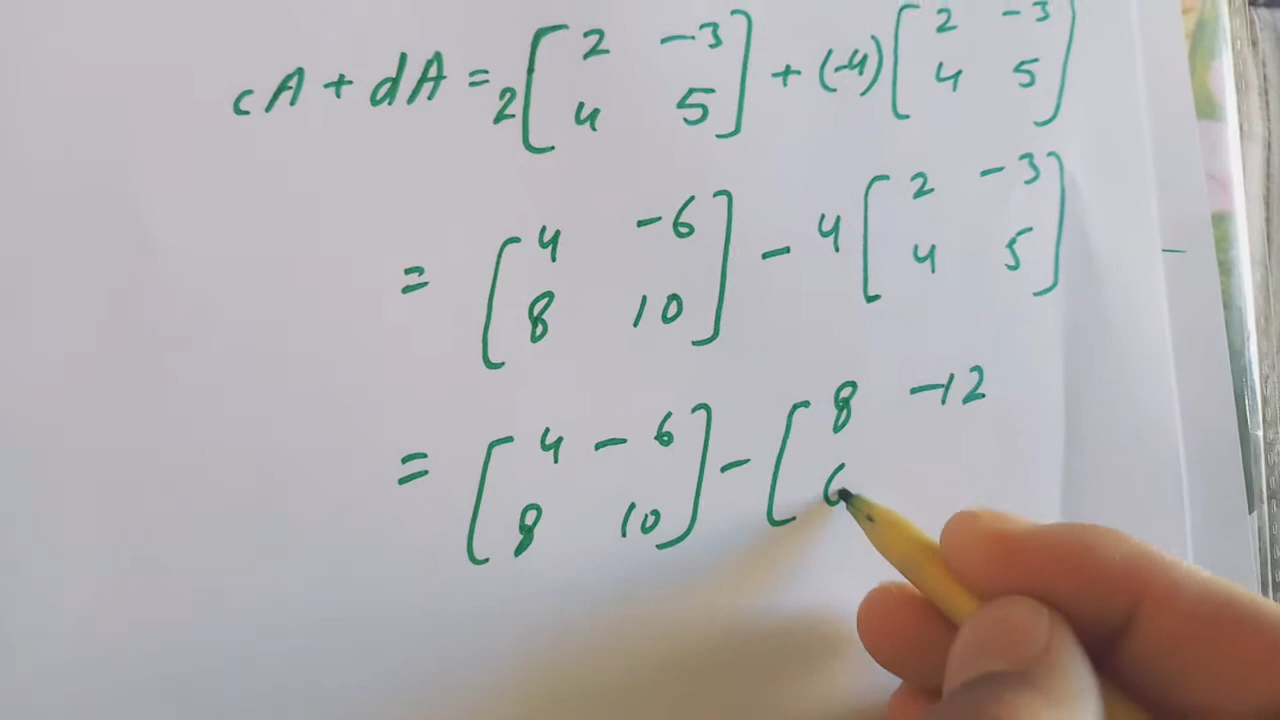 cA + dA = 2 [ 2 -3 ] + (-4) [ 2 -3 ]
[ 4 5 ] [ 4 5 ]
= [ 4 -6 ] - 4 [ 2 -3 ]
[ 8 10 ] [ 4 5 ]
= [ 4 - 6 ] - [ 8 -12
[ 8 10 ]